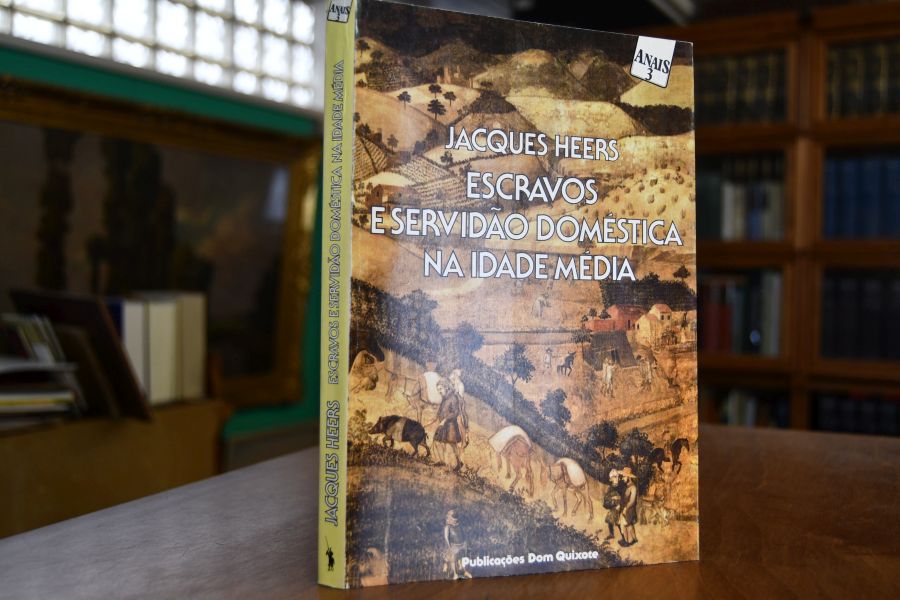 ANAIS
3
JACQUES HEERS
ESCRAVOS
E SERVIDÃO DOMÉSTICA
NA IDADE MÉDIA
Publicações Dom Quixote
ANAIS
3
JACQUES HEERS ESCRAVOS E SERVIDÃO DOMÉSTICA NA IDADE MÉDIA